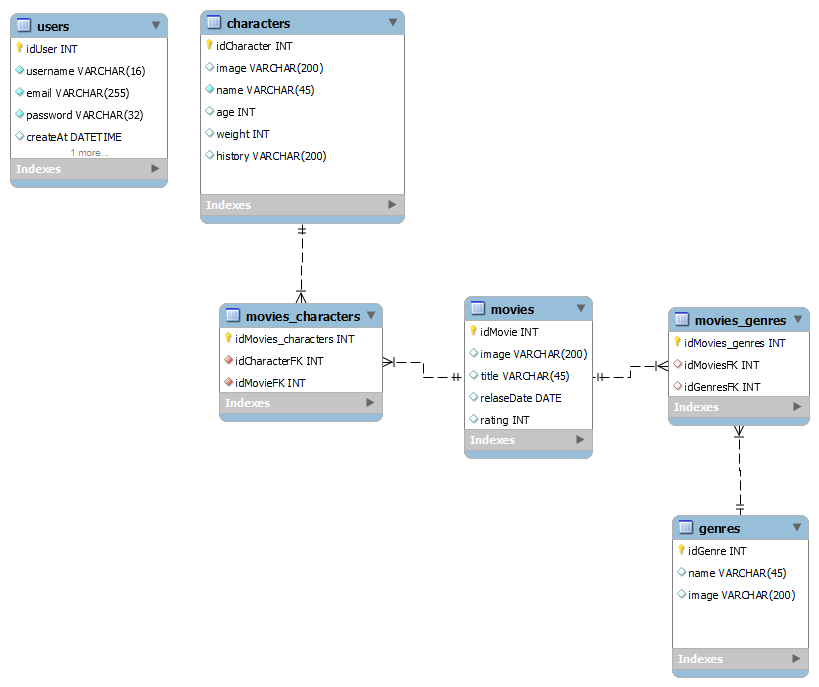 users
idUser INT
username VARCHAR(16)
email VARCHAR(255)
password VARCHAR(32)
createAt DATETIME
1 more...
Indexes
characters
idCharacter INT
image VARCHAR(200)
name VARCHAR(45)
age INT
weight INT
history VARCHAR(200)
Indexes
movies_characters
idMovies_characters INT
idCharacterFK INT
idMovieFK INT
Indexes
movies
idMovie INT
image VARCHAR(200)
title VARCHAR(45)
relaseDate DATE
rating INT
Indexes
movies_genres
idMovies_genres INT
idMoviesFK INT
idGenresFK INT
Indexes
genres
idGenre INT
name VARCHAR(45)
image VARCHAR(200)
Indexes